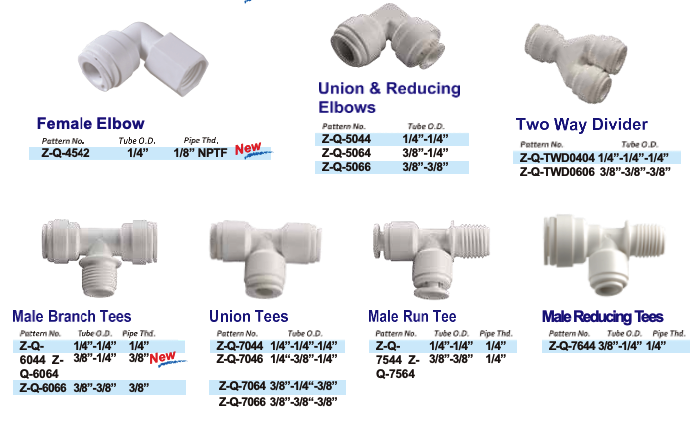 Female Elbow
Pattern No. Tube O.D. Pipe Thd.
Z-Q-4542 1/4” 1/8” NPTF New
Union & Reducing
Elbows
Pattern No. Tube O.D.
Z-Q-5044 1/4”-1/4”
Z-Q-5064 3/8”-1/4”
Z-Q-5066 3/8”-3/8”
Two Way Divider
Pattern No. Tube O.D.
Z-Q-TWD0404 1/4”-1/4”-1/4”
Z-Q-TWD0606 3/8”-3/8”-3/8”
Male Branch Tees
Pattern No. Tube O.D. Pipe Thd.
Z-Q- 1/4”-1/4” 1/4”
6044 Z- 3/8”-1/4” 3/8” New
Q-6064
Z-Q-6066 3/8”-3/8” 3/8”
Union Tees
Pattern No. Tube O.D.
Z-Q-7044 1/4”-1/4”-1/4”
Z-Q-7046 1/4“-3/8”-1/4”
Z-Q-7064 3/8”-1/4“-3/8”
Z-Q-7066 3/8”-3/8“-3/8”
Male Run Tee
Pattern No. Tube O.D. Pipe Thd.
Z-Q- 1/4”-1/4” 1/4”
7544 Z- 3/8”-3/8” 1/4”
Q-7564
Male Reducing Tees
Pattern No. Tube O.D. Pipe Thd.
Z-Q-7644 3/8”-1/4” 1/4”